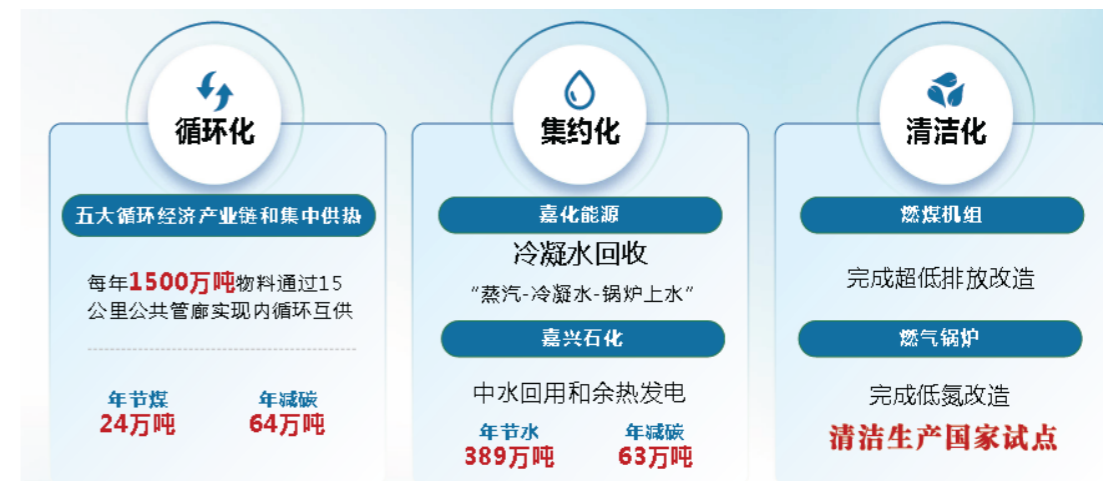 循环化
五大循环经济产业链和集中供热
每年1500万吨物料通过15
公里公共管廊实现内循环互供
年节煤 年减碳
24万吨 64万吨
集约化
嘉化能源
冷凝水回收
“蒸汽-冷凝水-锅炉上水”
嘉兴石化
中水回用和余热发电
年节水 年减碳
389万吨 63万吨
清洁化
燃煤机组
完成超低排放改造
燃气锅炉
完成低氮改造
清洁生产国家试点